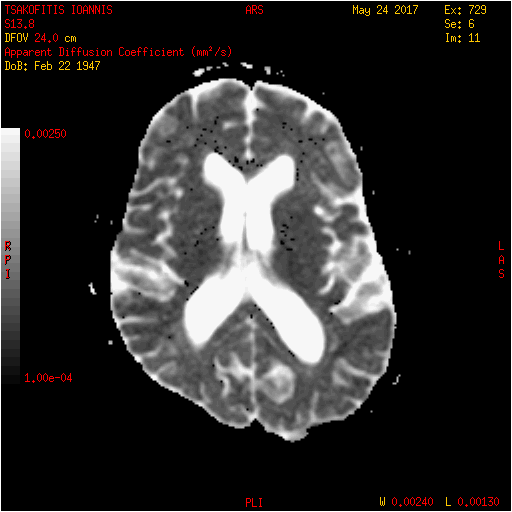 TSAKOFITIS IOANNIS
ARS
May 24 2017
Ex: 729
S13.8
Se: 6
DFOV 24.0 cm
Im: 11
Apparent Diffusion Coefficient (mm²/s)
DoB: Feb 22 1947
0.00250
R
P
I
L
A
S
1.00e-04
PLI
W 0.00240 L 0.00130